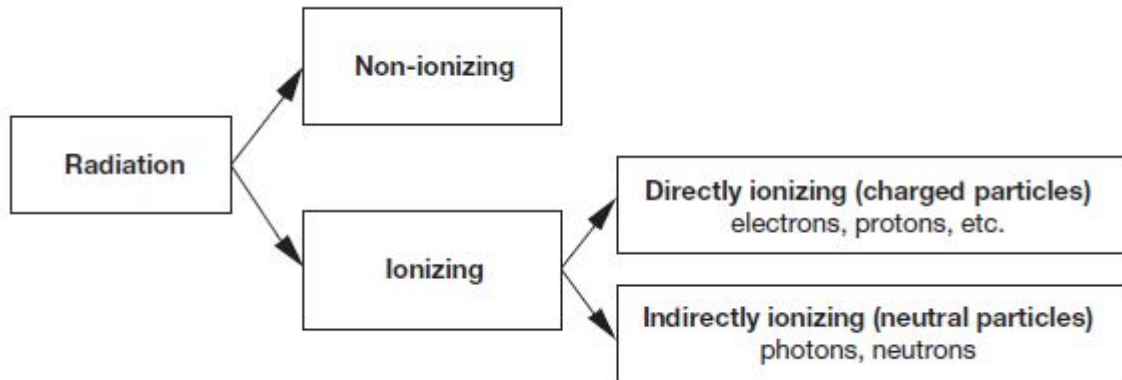 Non-ionizing
Radiation
Directly ionizing (charged particles)
electrons, protons, etc.
Ionizing
Indirectly ionizing (neutral particles)
photons, neutrons